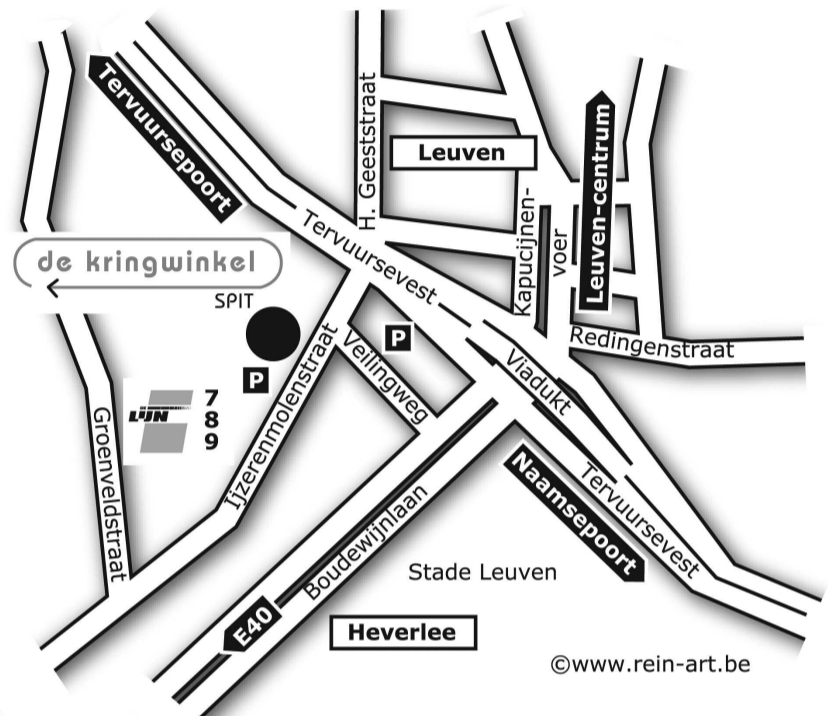 Tervuursepoort
H. Geeststraat
Leuven
Leuven-centrum
Kapucijnen-
voer
Tervuursevest
de kringwinkel
SPIT
P
P
Veilingweg
Viadukt
Redingenstraat
LIJN
7
8
9
Groenveldstraat
Ijzerenmolenstraat
Boudewijnlaan
Naamsepoort
Tervuursevest
Stade Leuven
E40
Heverlee
©www.rein-art.be